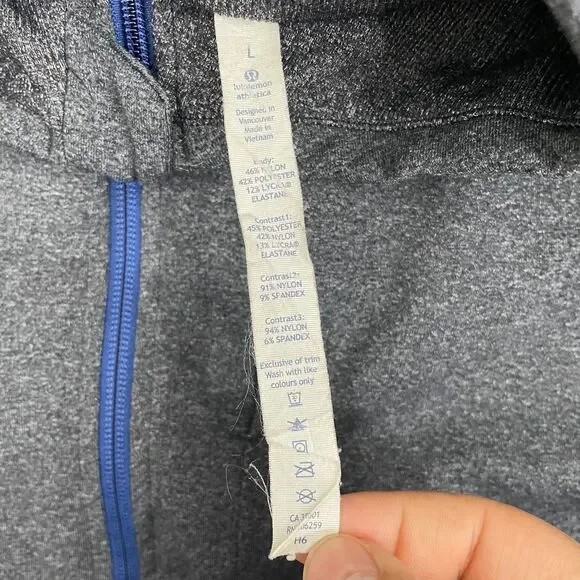 L
lululemon
athletica
Designed in
Vancouver
Made in
Vietnam
Body:
46% NYLON
42% POLYESTER
12% LYCRA®
ELASTANE
Contrast1:
45% POLYESTER
42% NYLON
13% LYCRA®
ELASTANE
Contrast2:
91% NYLON
9% SPANDEX
Contrast3:
94% NYLON
6% SPANDEX
Exclusive of trim
Wash with like
colours only
CA
RN 106259
H6